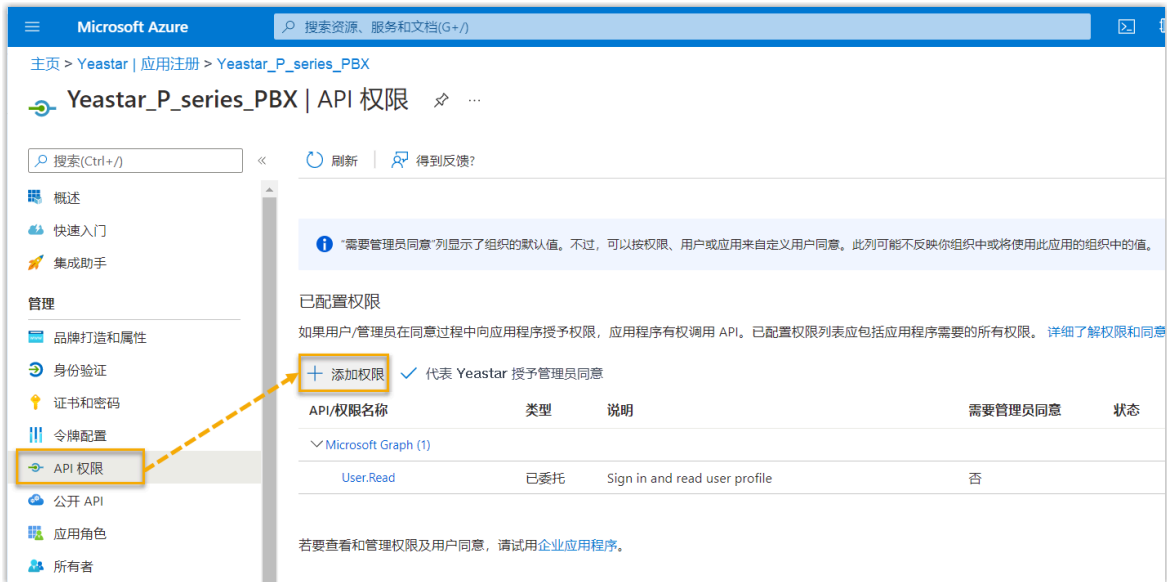 Microsoft Azure
搜索资源、服务和文档(G+/)
主页 > Yeastar | 应用注册 > Yeastar_P_series_PBX
Yeastar_P_series_PBX | API 权限
搜索(Ctrl+/)
刷新
得到反馈?
概述
快速入门
集成助手
管理
品牌打造和属性
身份验证
证书和密码
令牌配置
API 权限
公开 API
应用角色
所有者
“需要管理员同意”列显示了组织的默认值。不过，可以按权限、用户或应用来自定义用户同意。此列可能不反映你组织中或将使用此应用的组织中的值。
已配置权限
如果用户/管理员在同意过程中向应用程序授予权限，应用程序有权调用 API。已配置权限列表应包括应用程序需要的所有权限。 详细了解权限和同意
添加权限 代表 Yeastar 授予管理员同意
API/权限名称 类型 说明 需要管理员同意 状态
Microsoft Graph (1)
User.Read 已委托 Sign in and read user profile 否
若要查看和管理权限及用户同意，请试用企业应用程序。